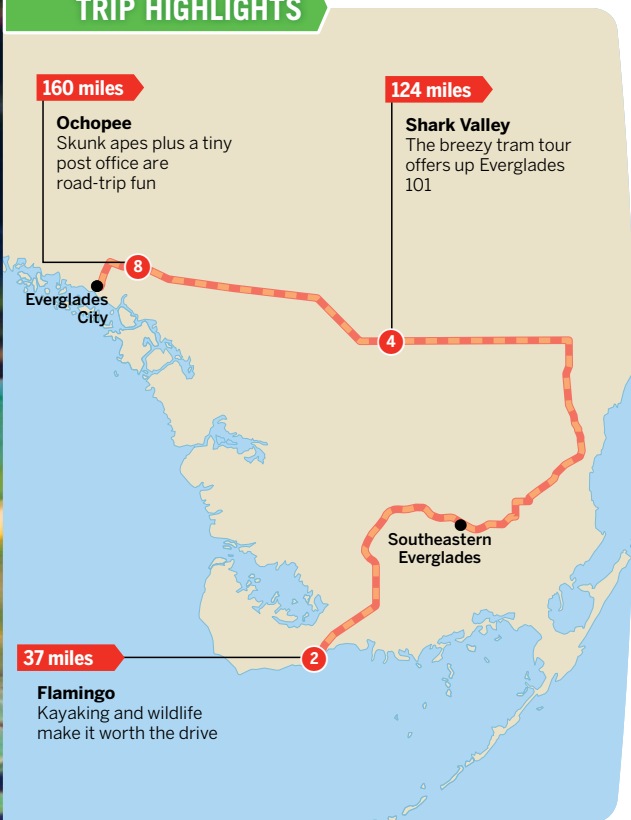 TRIP HIGHLIGHTS
160 miles
Ochopee
Skunk apes plus a tiny
post office are
road-trip fun
124 miles
Shark Valley
The breezy tram tour
offers up Everglades
101
8
Everglades
City
4
Southeastern
Everglades
37 miles
2
Flamingo
Kayaking and wildlife
make it worth the drive